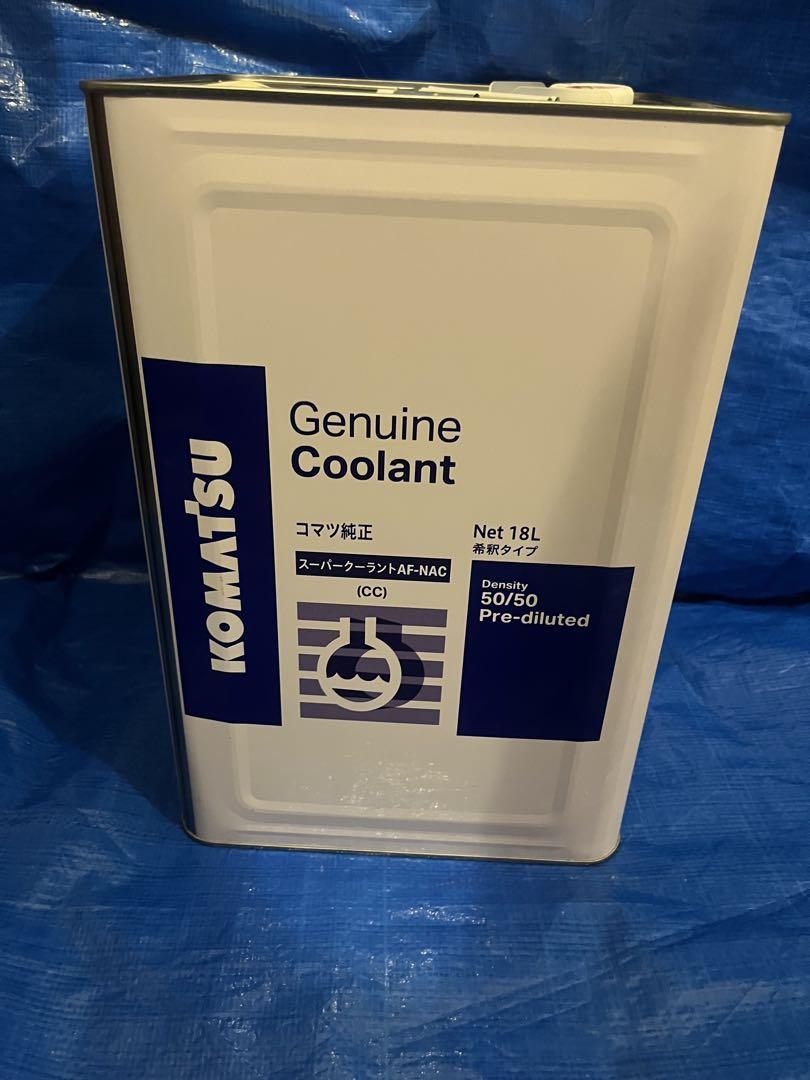 KOMATSU
Genuine
Coolant
コマツ純正
スーパークーラントAF-NAC
(CC)
Net 18L
希釈タイプ
Density
50/50
Pre-diluted